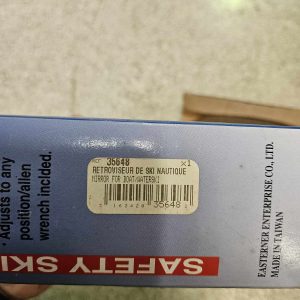 35648 x1
RETROVISEUR DE SKI NAUTIQUE
MIRROR FOR BOAT/WATERSKI
35648
Adjusts to any
position/allen
wrench inclded.
SAFETY SKI
EASTERNER ENTERPRISE CO., LTD.
MADE IN TAIWAN